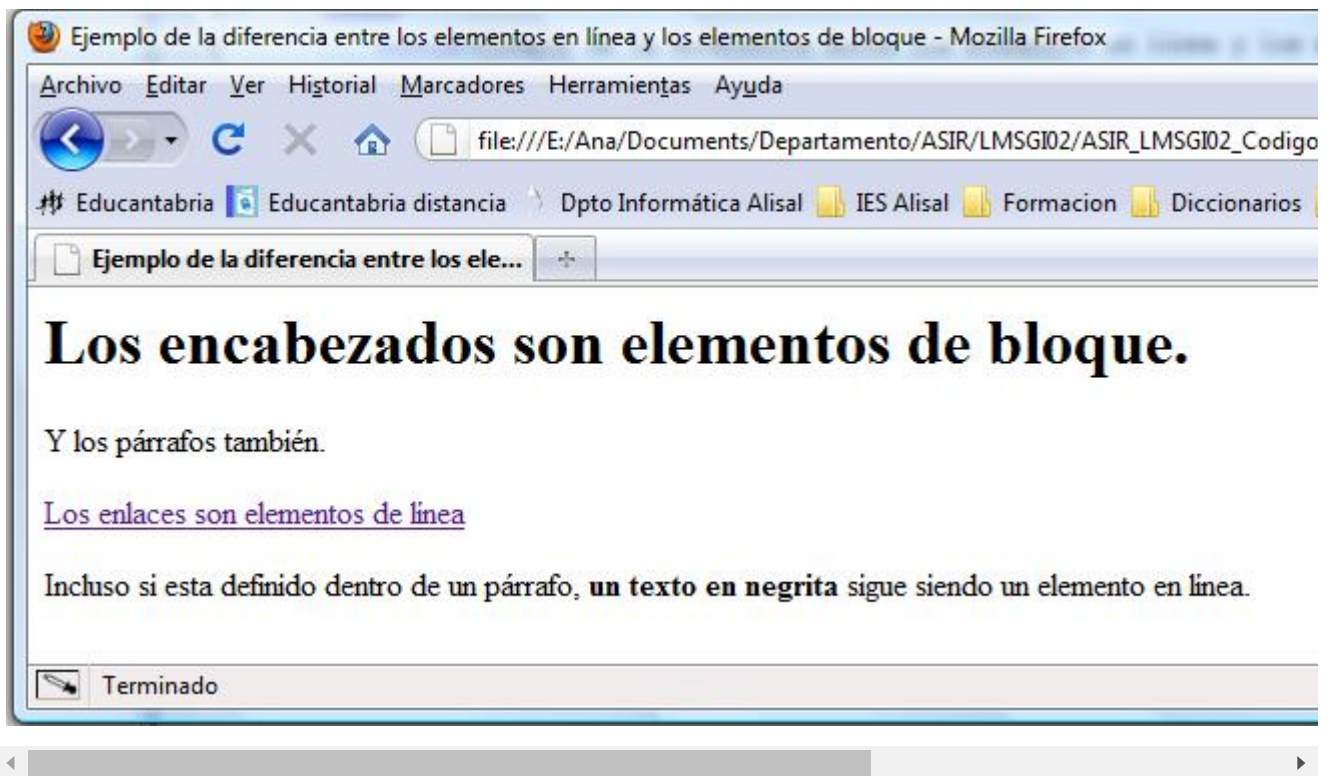 Ejemplo de la diferencia entre los elementos en línea y los elementos de bloque - Mozilla Firefox
Archivo Editar Ver Historial Marcadores Herramientas Ayuda
file:///E:/Ana/Documents/Departamento/ASIR/LMSGI02/ASIR_LMSGI02_Codigo
Educantabria Educantabria distancia Dpto Informática Alisal IES Alisal Formacion Diccionarios
Ejemplo de la diferencia entre los ele...
Los encabezados son elementos de bloque.
Y los párrafos también.
Los enlaces son elementos de línea
Incluso si esta definido dentro de un párrafo, un texto en negrita sigue siendo un elemento en línea.
Terminado